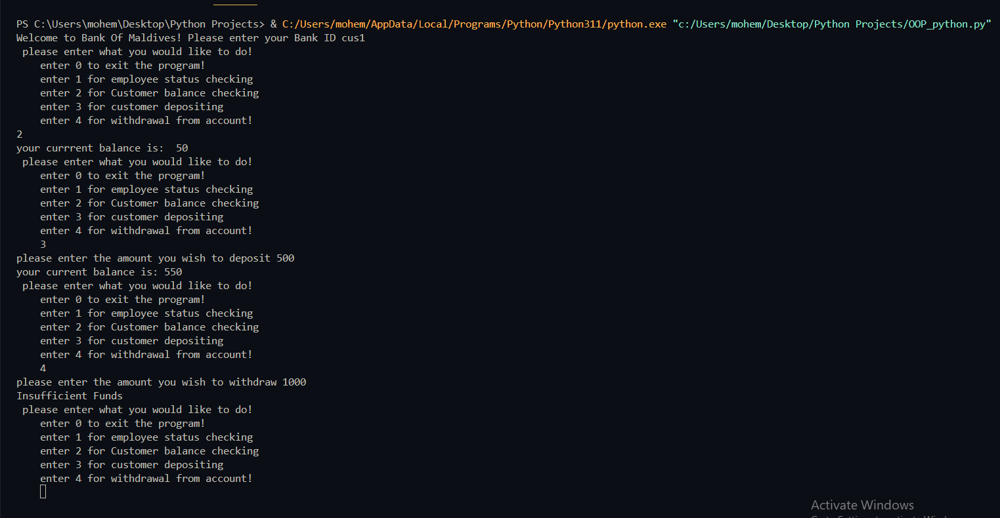 PS C:\Users\mohem\Desktop\Python Projects> & C:/Users/mohem/AppData/Local/Programs/Python/Python311/python.exe "c:/Users/mohem/Desktop/Python Projects/OOP_python.py"
Welcome to Bank Of Maldives! Please enter your Bank ID cus1
 please enter what you would like to do!
    enter 0 to exit the program!
    enter 1 for employee status checking
    enter 2 for Customer balance checking
    enter 3 for customer depositing
    enter 4 for withdrawal from account!
2
your currrent balance is:  50
 please enter what you would like to do!
    enter 0 to exit the program!
    enter 1 for employee status checking
    enter 2 for Customer balance checking
    enter 3 for customer depositing
    enter 4 for withdrawal from account!
    3
please enter the amount you wish to deposit 500
your current balance is: 550
 please enter what you would like to do!
    enter 0 to exit the program!
    enter 1 for employee status checking
    enter 2 for Customer balance checking
    enter 3 for customer depositing
    enter 4 for withdrawal from account!
    4
please enter the amount you wish to withdraw 1000
Insufficient Funds
 please enter what you would like to do!
    enter 0 to exit the program!
    enter 1 for employee status checking
    enter 2 for Customer balance checking
    enter 3 for customer depositing
    enter 4 for withdrawal from account!
Activate Windows